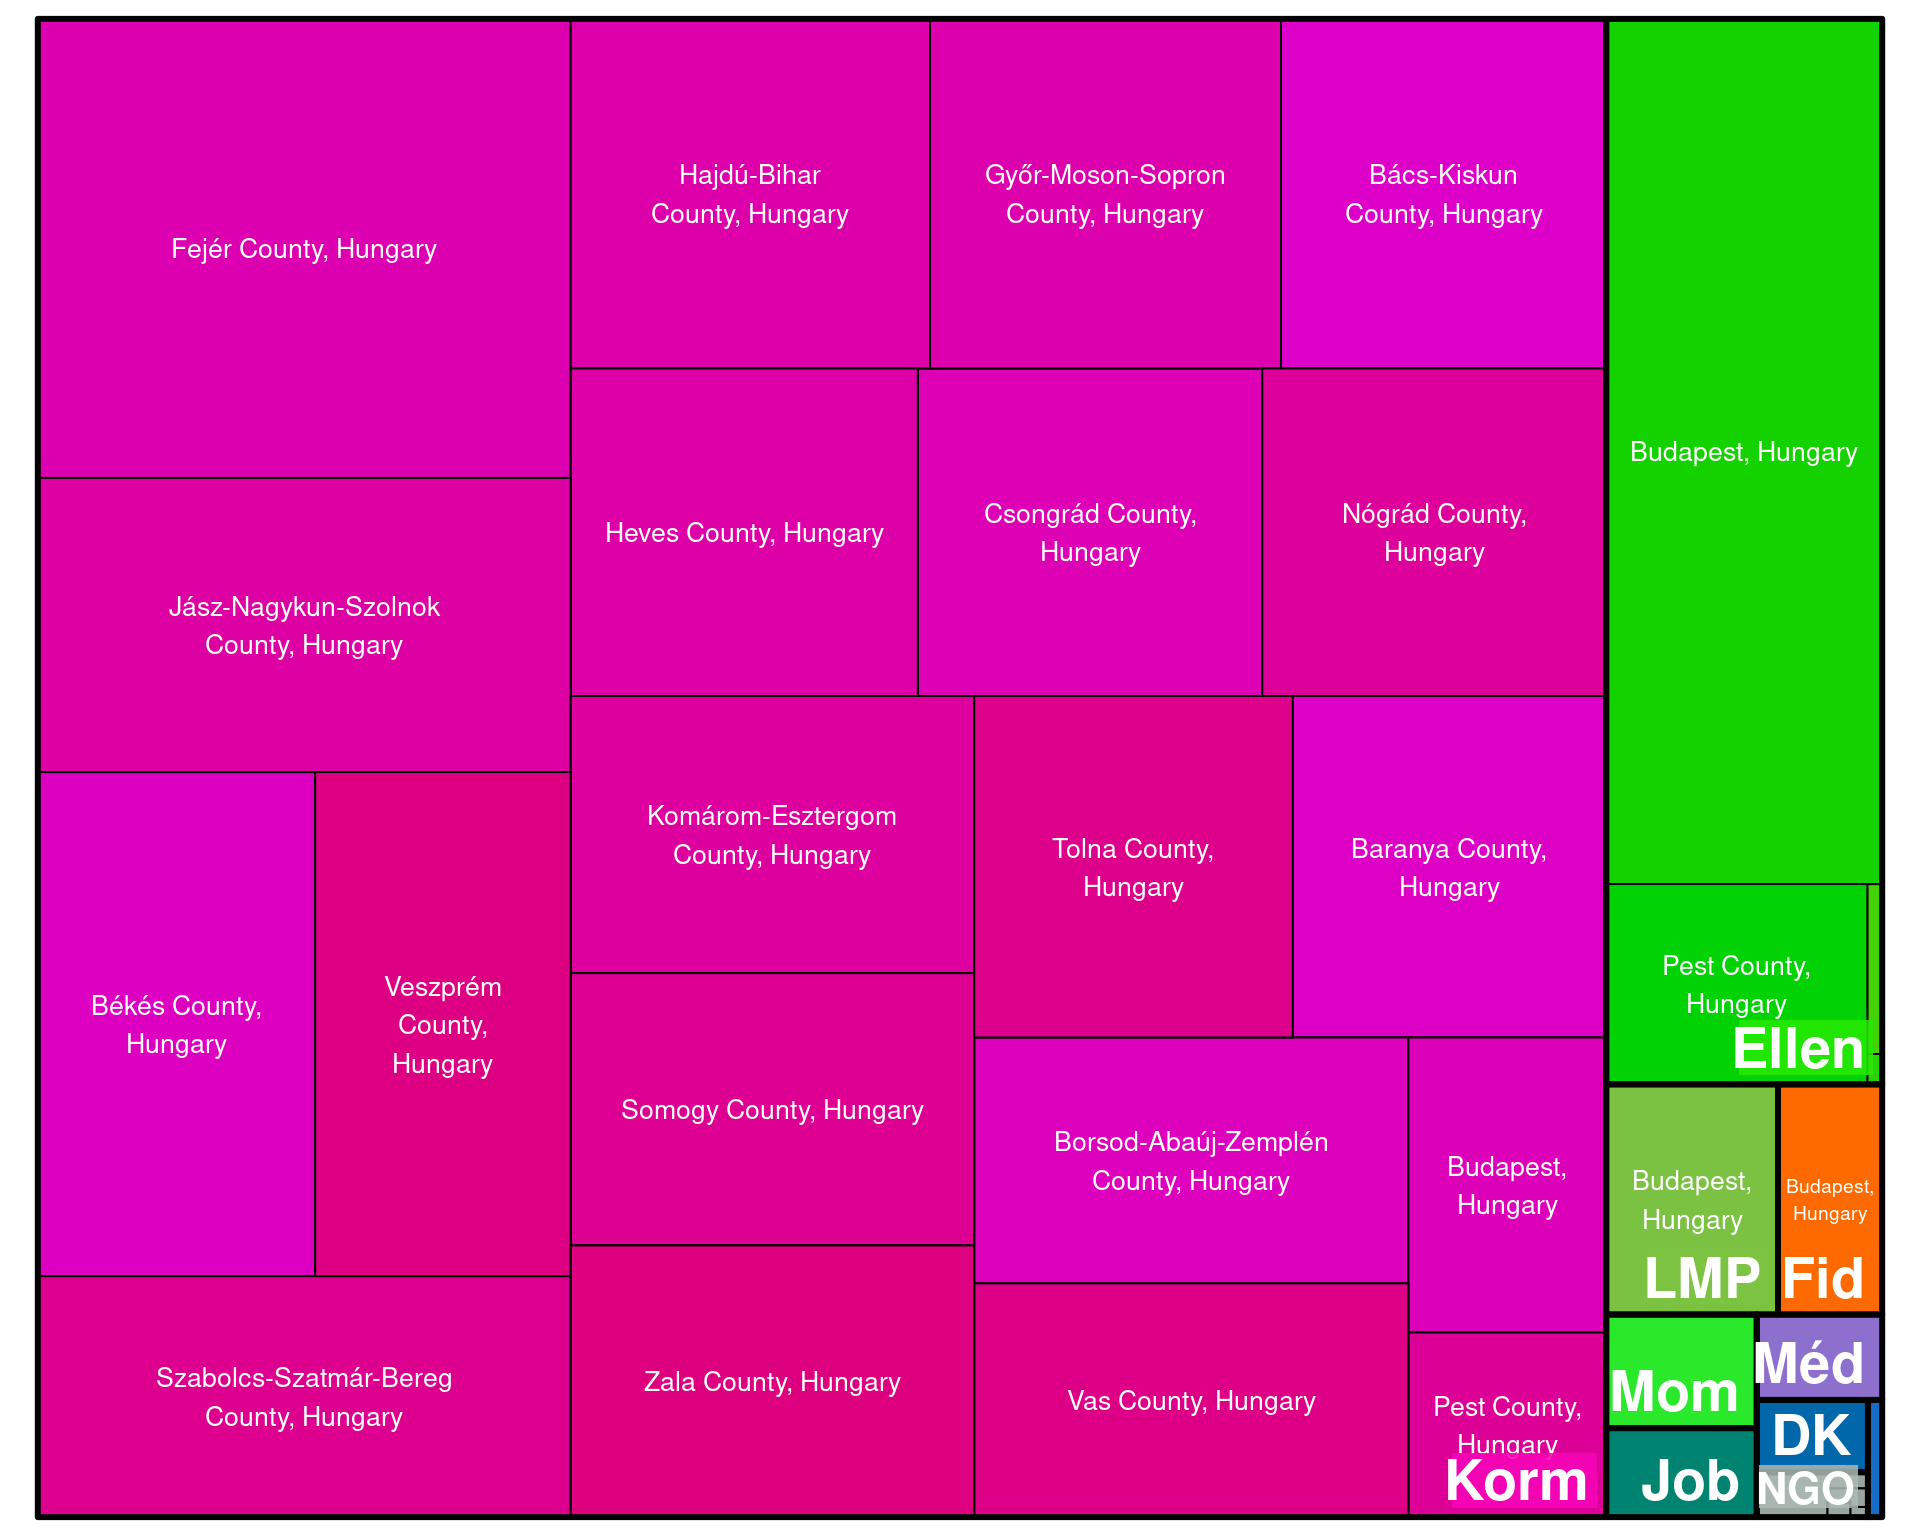 Fejér County, Hungary
Hajdú-Bihar
County, Hungary
Győr-Moson-Sopron
County, Hungary
Bács-Kiskun
County, Hungary
Budapest, Hungary
Jász-Nagykun-Szolnok
County, Hungary
Heves County, Hungary
Csongrád County,
Hungary
Nógrád County,
Hungary
Békés County,
Hungary
Veszprém
County,
Hungary
Komárom-Esztergom
County, Hungary
Tolna County,
Hungary
Baranya County,
Hungary
Pest County,
Hungary
Ellen
Somogy County, Hungary
Borsod-Abaúj-Zemplén
County, Hungary
Budapest,
Hungary
Budapest,
Hungary
LMP
Budapest,
Hungary
Fid
Szabolcs-Szatmár-Bereg
County, Hungary
Zala County, Hungary
Vas County, Hungary
Pest County,
Hungary
Korm
Mom
Méd
Job
DK
NGO